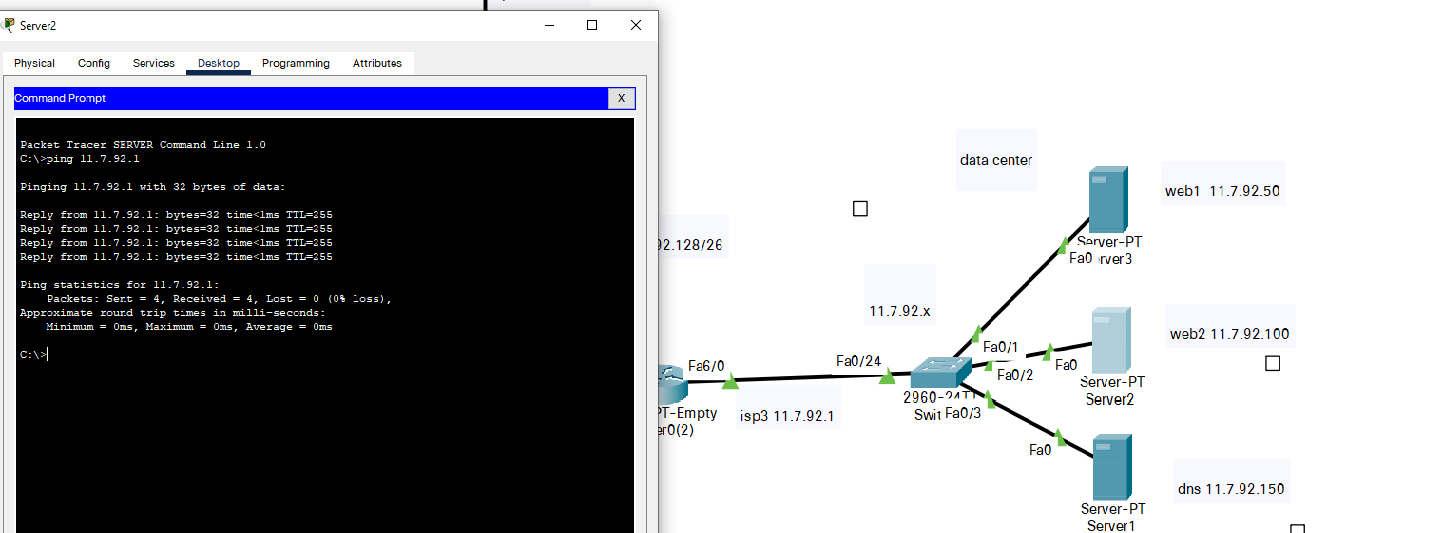 Server2
Physical Config Services Desktop Programming Attributes
Command Prompt
X
Packet Tracer SERVER Command Line 1.0
C:\>ping 11.7.92.1
Pinging 11.7.92.1 with 32 bytes of data:
Reply from 11.7.92.1: bytes=32 time<1ms TTL=255
Reply from 11.7.92.1: bytes=32 time<1ms TTL=255
Reply from 11.7.92.1: bytes=32 time<1ms TTL=255
Reply from 11.7.92.1: bytes=32 time<1ms TTL=255
Ping statistics for 11.7.92.1:
Packets: Sent = 4, Received = 4, Lost = 0 (0% loss),
Approximate round trip times in milli-seconds:
Minimum = 0ms, Maximum = 0ms, Average = 0ms
C:\>
data center
web1 11.7.92.50
Server-PT
Fa0 erver3
92.128/26
11.7.92.x
web2 11.7.92.100
Fa0/1
Fa0/24
Fa6/0
Fa0
Fa0/2
Server-PT
Server2
2960-24TT
Swit Fa0/3
PT-Empty
er0(2)
isp3 11.7.92.1
Fa0
dns 11.7.92.150
Server-PT
Server1